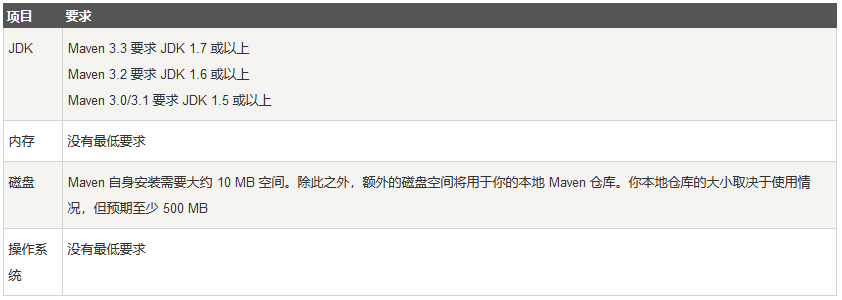 项目 要求
JDK Maven 3.3 要求 JDK 1.7 或以上
Maven 3.2 要求 JDK 1.6 或以上
Maven 3.0/3.1 要求 JDK 1.5 或以上
内存 没有最低要求
磁盘 Maven 自身安装需要大约 10 MB 空间。除此之外，额外的磁盘空间将用于你的本地 Maven 仓库。你本地仓库的大小取决于使用情
况，但预期至少 500 MB
操作系 没有最低要求
统